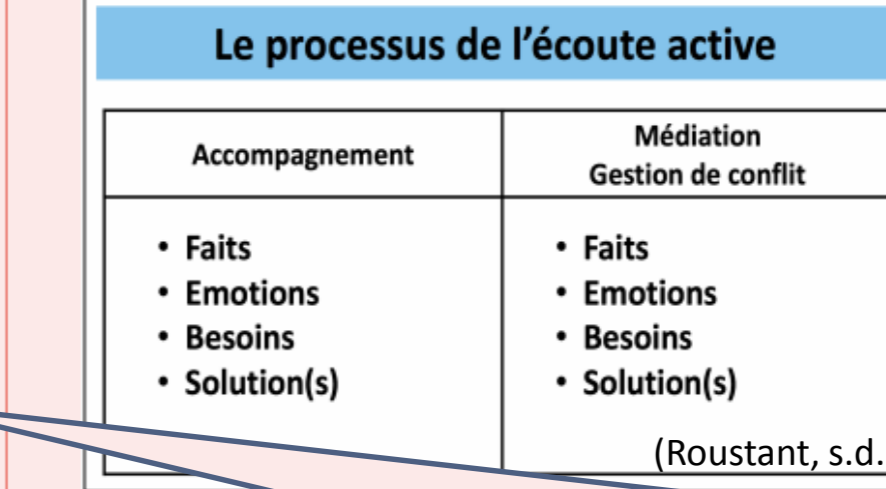 Le processus de l'écoute active
Accompagnement
Médiation
Gestion de conflit
• Faits
• Emotions
• Besoins
• Solution(s)
• Faits
• Emotions
• Besoins
• Solution(s)
(Roustant, s.d.